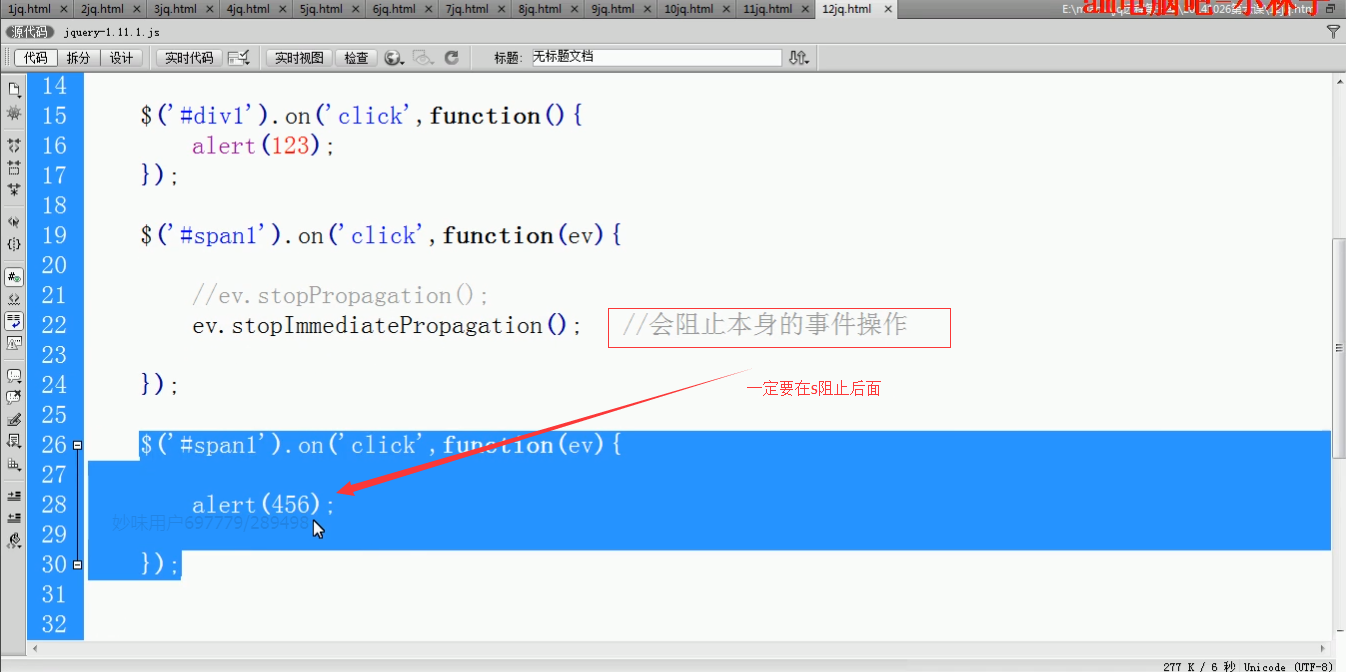 1jq.html × 2jq.html × 3jq.html × 4jq.html × 5jq.html × 6jq.html × 7jq.html × 8jq.html × 9jq.html × 10jq.html × 11jq.html × 12jq.html ×
源代码 jquery-1.11.1.js
代码 拆分 设计 实时代码 实时视图 检查 标题: 无标题文档
14
15 $('#div1').on('click',function(){
16 alert(123);
17 });
18
19 $('#span1').on('click',function(ev){
20
21 //ev.stopPropagation();
22 ev.stopImmediatePropagation(); //会阻止本身的事件操作
23
24 });
一定要在s阻止后面
25
26 $('#span1').on('click',function(ev){
27
28 alert(456);
妙味用户697779/289498
29
30 });
31
32
277 K / 6 秒 Unicode (UTF-8)